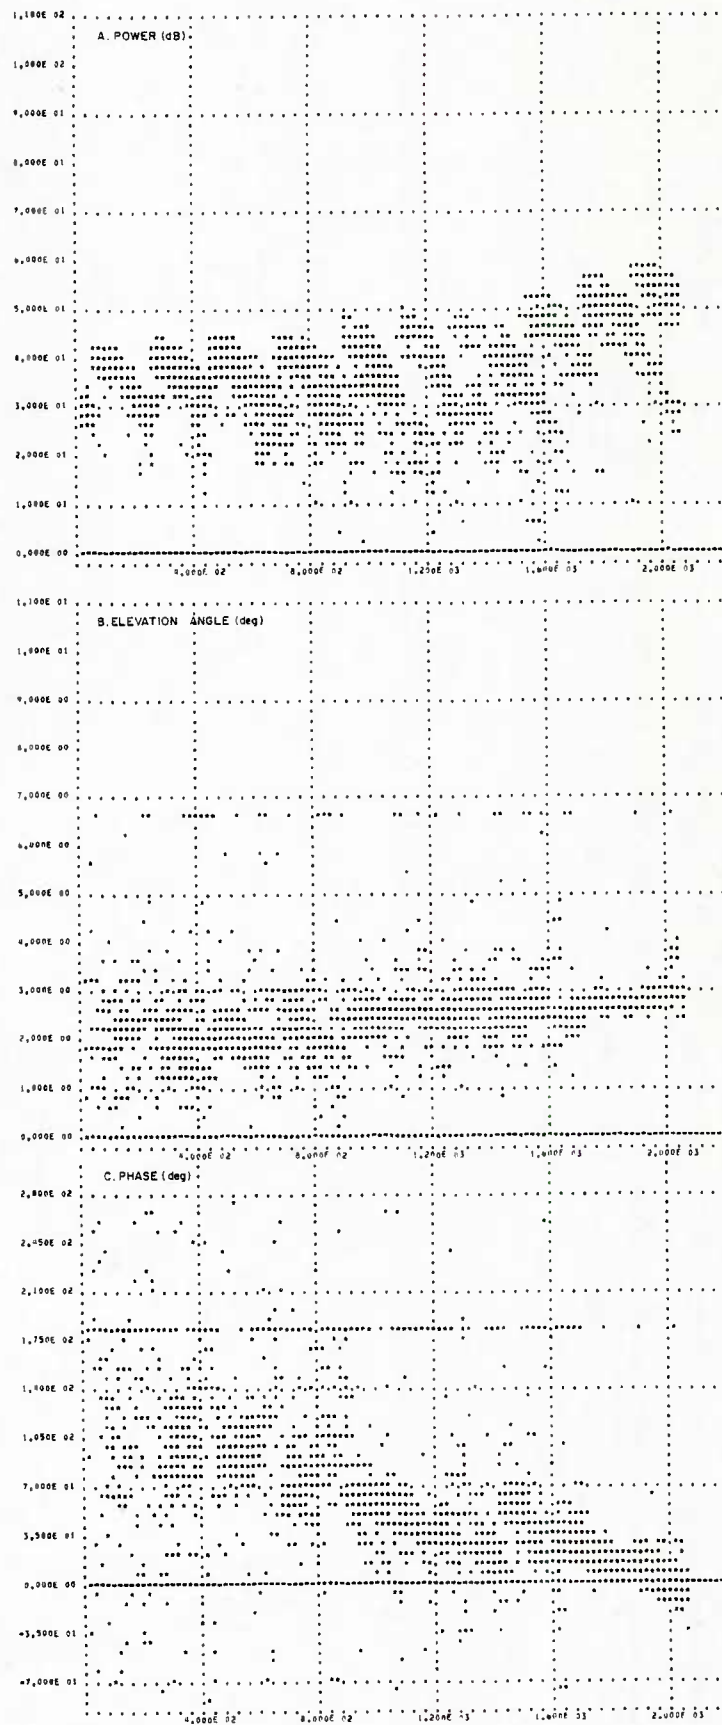 1,100E 02
A. POWER (dB)
1,000E 02
9,000E 01
8,000E 01
7,000E 01
6,000E 01
5,000E 01
4,000E 01
3,000E 01
2,000E 01
1,000E 01
0,000E 00
4,000E 02 8,000E 02 1,200E 03 1,600E 03 2,000E 03
1,100E 01
B. ELEVATION ANGLE (deg)
1,000E 01
9,000E 00
8,000E 00
7,000E 00
6,000E 00
5,000E 00
4,000E 00
3,000E 00
2,000E 00
1,000E 00
0,000E 00
4,000E 02 8,000E 02 1,200E 03 1,600E 03 2,000E 03
C. PHASE (deg)
2,800E 02
2,450E 02
2,100E 02
1,750E 02
1,400E 02
1,050E 02
7,000E 01
3,500E 01
0,000E 00
-3,500E 01
-7,000E 01
4,000E 02 8,000E 02 1,200E 03 1,600E 03 2,000E 03